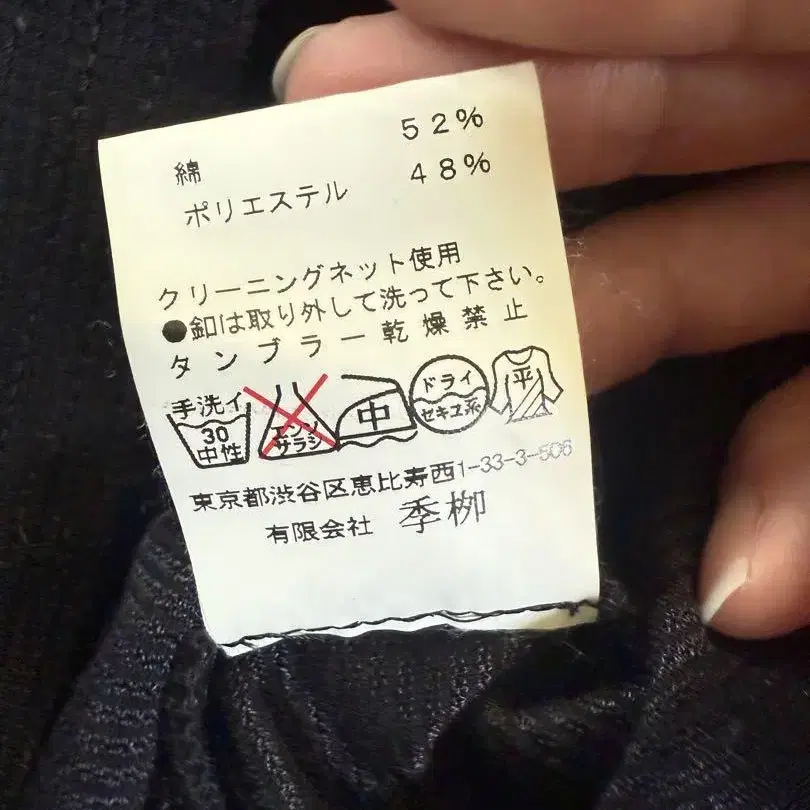 綿 52%
ポリエステル 48%
クリーニングネット使用
●釦は取り外して洗って下さい。
タンブラー乾燥禁止
手洗イ 30 中性
エンソサラシ
中
ドライ セキユ系
平
東京都渋谷区恵比寿西1-33-3-506
有限会社 季栁